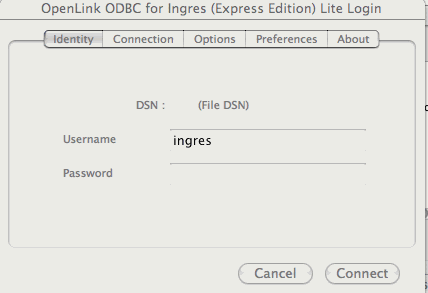 OpenLink ODBC for Ingres (Express Edition) Lite Login
Identity Connection Options Preferences About
DSN : (File DSN)
Username ingres
Password
Cancel Connect